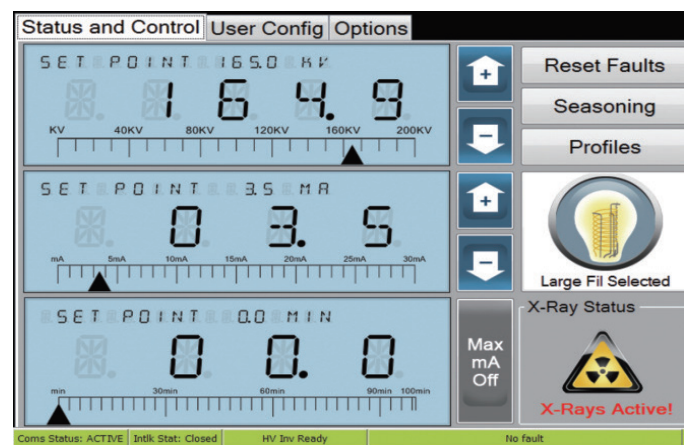 Status and Control User Config Options
SET POINT 165.0 KV
164.9
KV 40KV 80KV 120KV 160KV 200KV
+
-
Reset Faults
Seasoning
Profiles
SET POINT 3.5 MA
03.5
mA 5mA 10mA 15mA 20mA 25mA 30mA
+
-
Large Fil Selected
SET POINT 0.0 MIN
00.0
min 30min 60min 90min 100min
Max
mA
Off
X-Ray Status
X-Rays Active!
Coms Status: ACTIVE Intlk Stat: Closed HV Inv Ready No fault